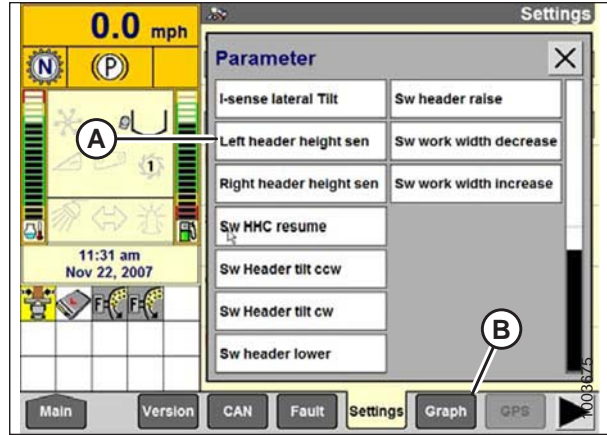 0.0 mph
Settings
N
(P)
Parameter
X
I-sense lateral Tilt
Sw header raise
A
Left header height sen
Sw work width decrease
1
Right header height sen
Sw work width increase
Sw HHC resume
11:31 am
Nov 22, 2007
Sw Header tilt ccw
L
F
F
Sw Header tilt cw
B
Sw header lower
1003675
Main
Version
CAN
Fault
Settings
Graph
GPS